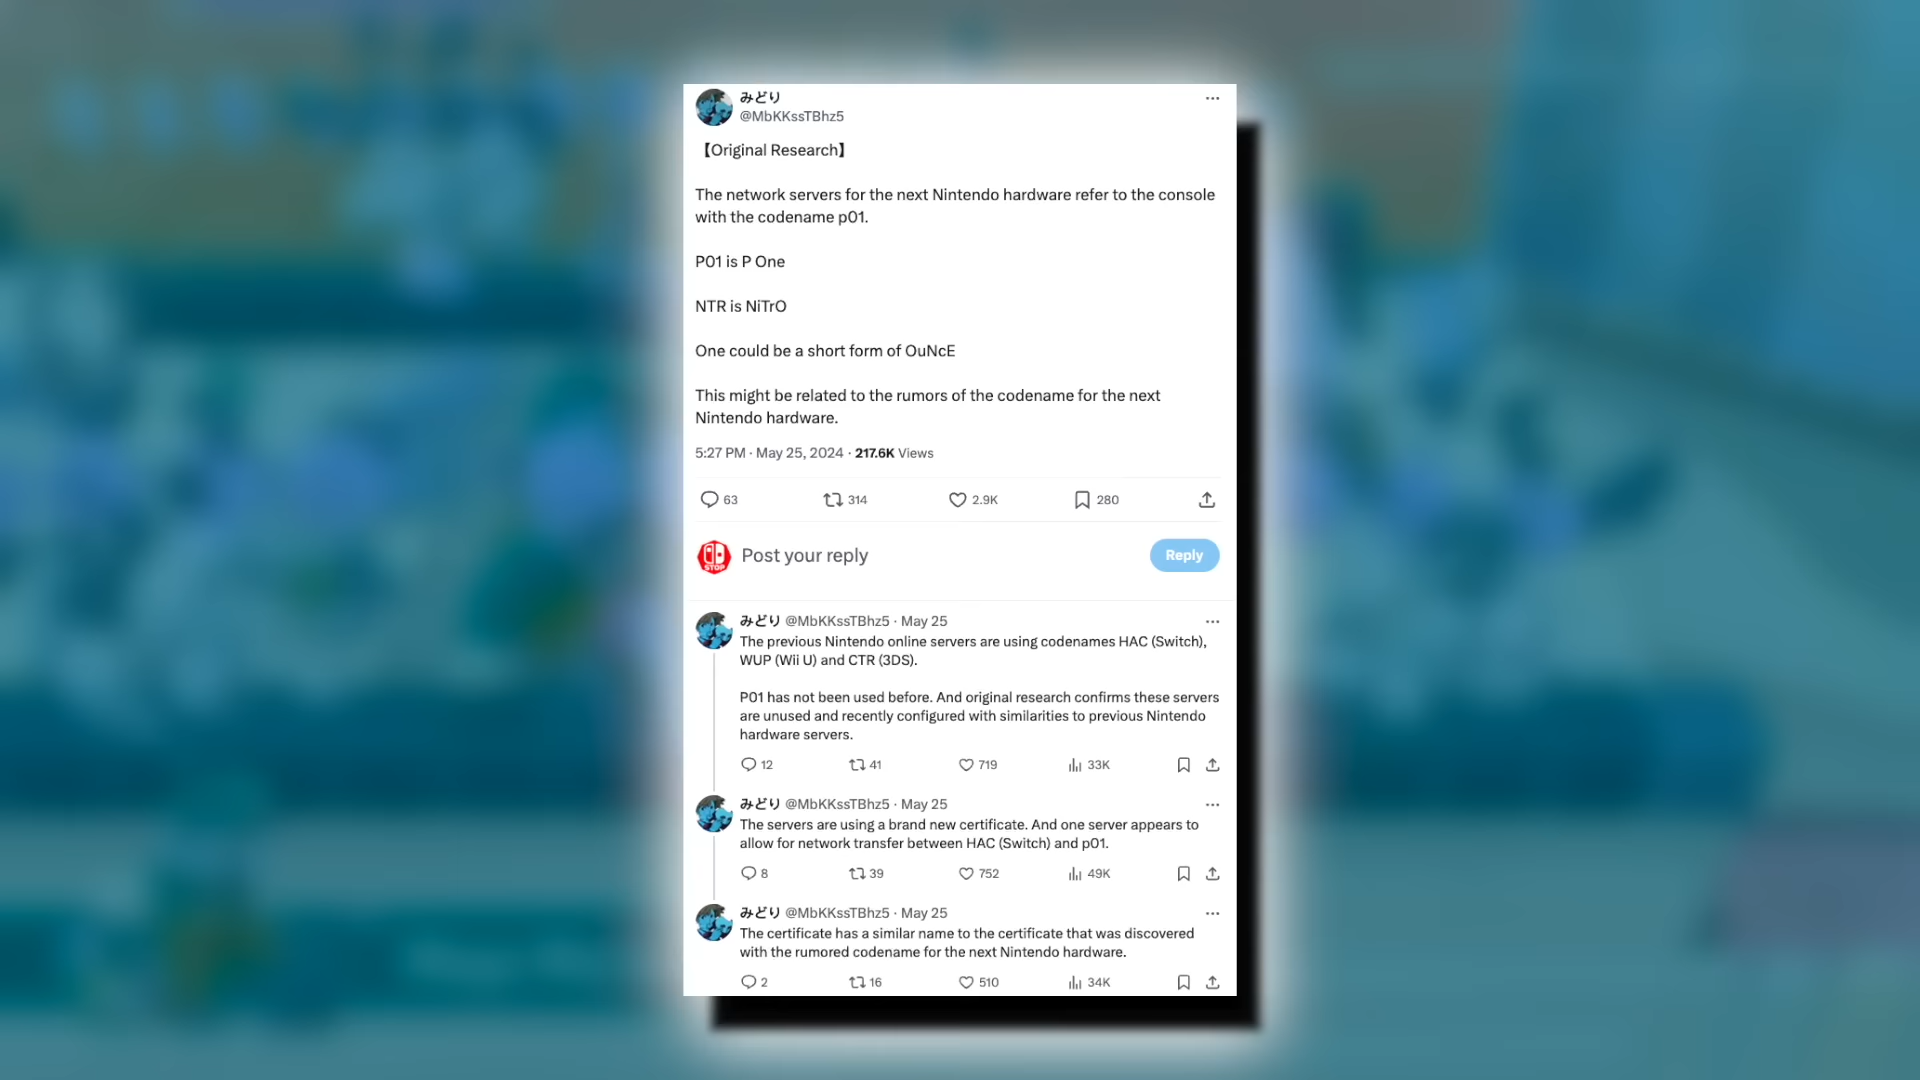 みどり
@MbKKssTBhz5
【Original Research】
The network servers for the next Nintendo hardware refer to the console
with the codename p01.
P01 is P One
NTR is NiTrO
One could be a short form of OuNcE
This might be related to the rumors of the codename for the next
Nintendo hardware.
5:27 PM · May 25, 2024 · 217.6K Views
63 314 2.9K 280
STOP
Post your reply
Reply
みどり @MbKKssTBhz5 · May 25
The previous Nintendo online servers are using codenames HAC (Switch),
WUP (Wii U) and CTR (3DS).
P01 has not been used before. And original research confirms these servers
are unused and recently configured with similarities to previous Nintendo
hardware servers.
12 41 719 33K
みどり @MbKKssTBhz5 · May 25
The servers are using a brand new certificate. And one server appears to
allow for network transfer between HAC (Switch) and p01.
8 39 752 49K
みどり @MbKKssTBhz5 · May 25
The certificate has a similar name to the certificate that was discovered
with the rumored codename for the next Nintendo hardware.
2 16 510 34K